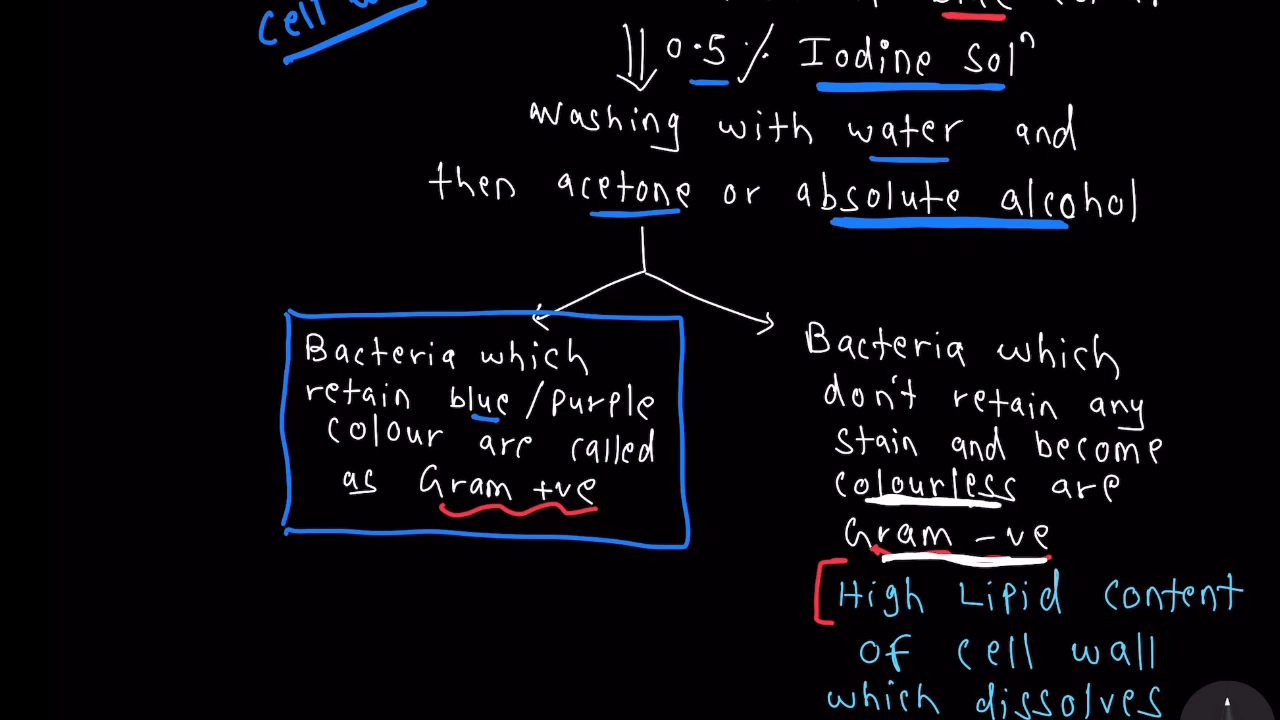 cell
0.5 % Iodine solⁿ
washing with water and
then acetone or absolute alcohol
Bacteria which
retain blue / purple
colour are called
as Gram +ve
Bacteria which
don't retain any
stain and become
colourless are
Gram -ve
[High Lipid content
of cell wall
which dissolves